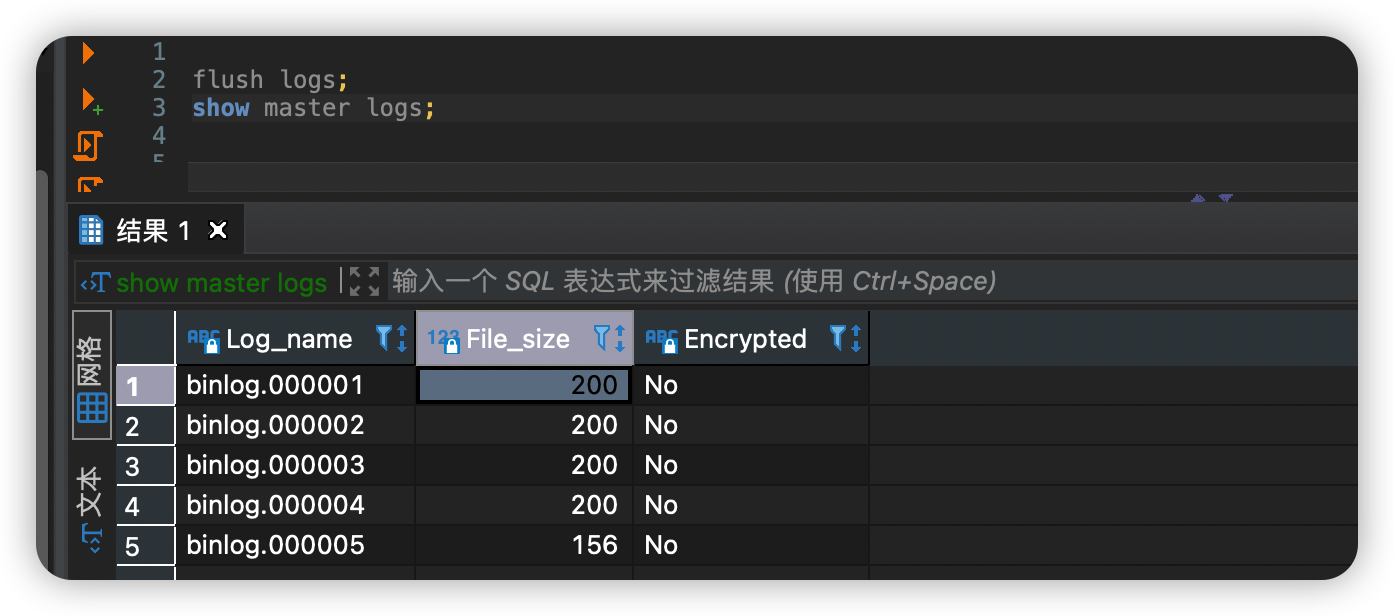 1
2 flush logs;
3 show master logs;
4
5
结果 1
show master logs 输入一个 SQL 表达式来过滤结果 (使用 Ctrl+Space)
网格
文本
Log_name File_size Encrypted
1 binlog.000001 200 No
2 binlog.000002 200 No
3 binlog.000003 200 No
4 binlog.000004 200 No
5 binlog.000005 156 No